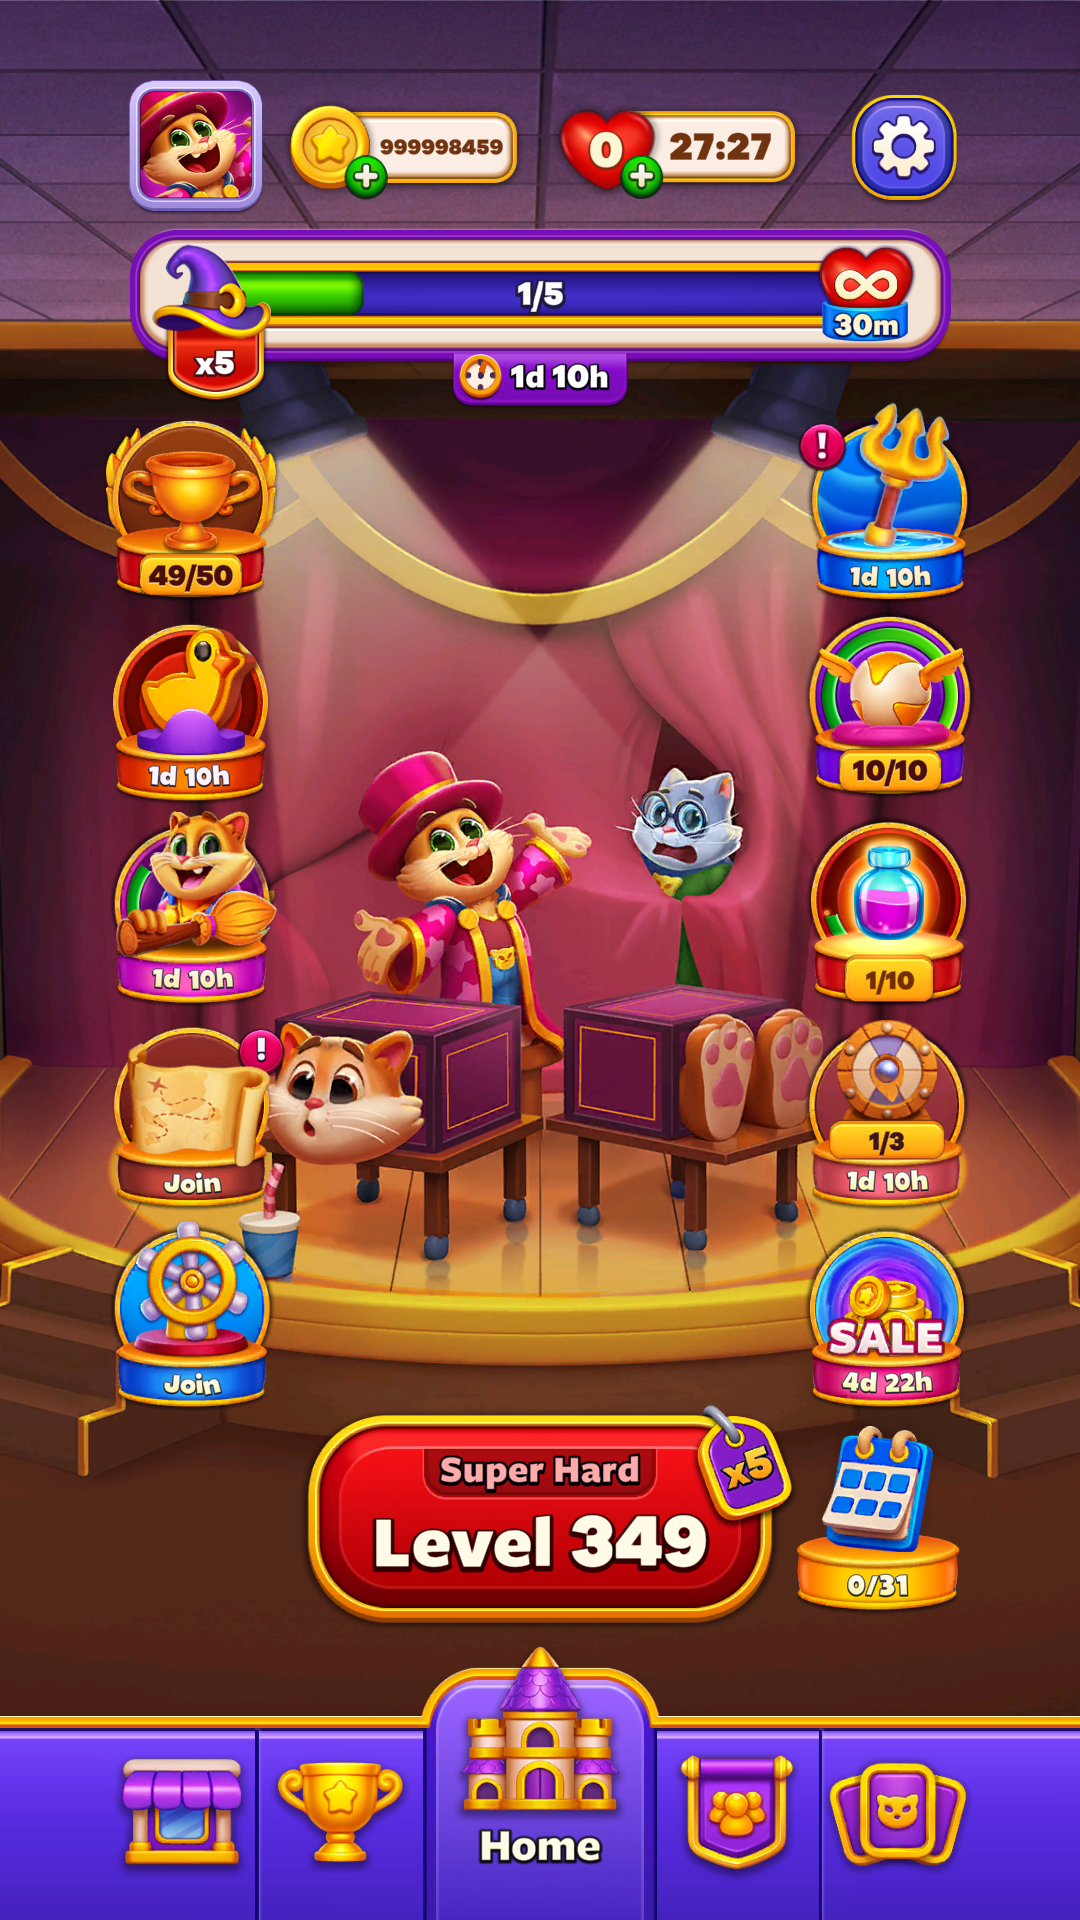 999998459
0
27:27
1/5
x5
30m
1d 10h
49/50
!
1d 10h
1d 10h
10/10
1d 10h
1/10
!
Join
1/3
1d 10h
Join
SALE
4d 22h
Super Hard
x5
Level 349
0/31
Home